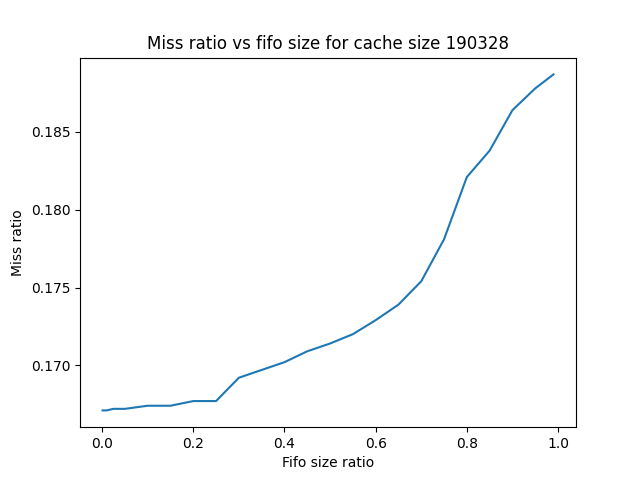 Miss ratio vs fifo size for cache size 190328
0.185
0.180
0.175
0.170
Miss ratio
0.0 0.2 0.4 0.6 0.8 1.0
Fifo size ratio